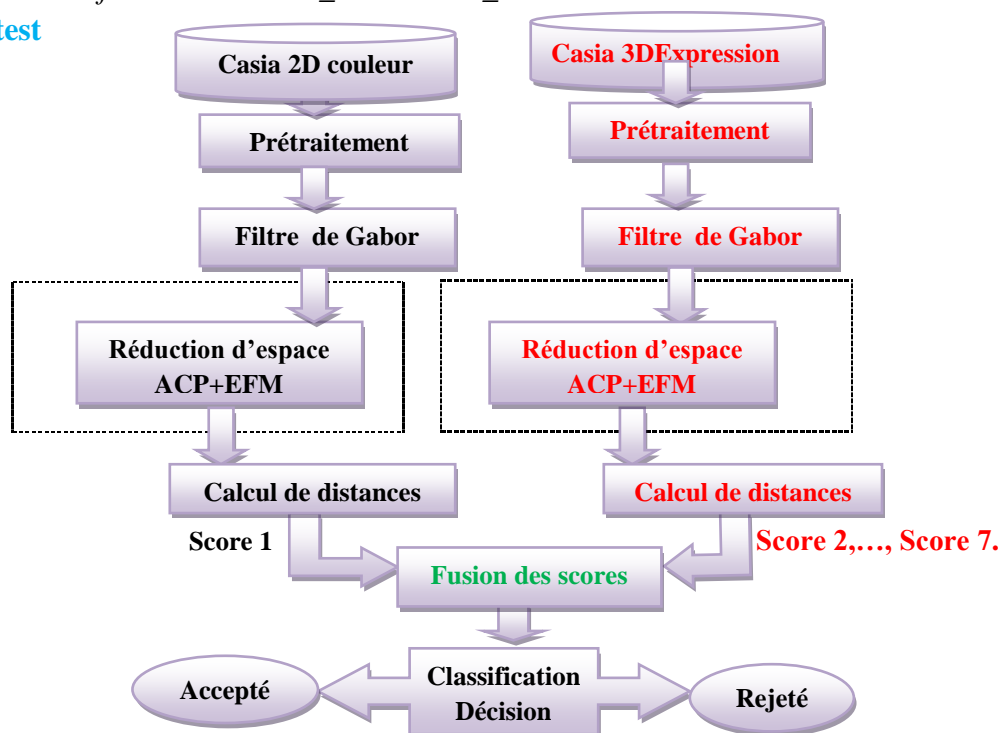 test
Casia 2D couleur
Casia 3DExpression
Prétraitement
Prétraitement
Filtre de Gabor
Filtre de Gabor
Réduction d'espace
ACP+EFM
Réduction d'espace
ACP+EFM
Calcul de distances
Calcul de distances
Score 1
Score 2,…, Score 7.
Fusion des scores
Accepté
Classification
Décision
Rejeté